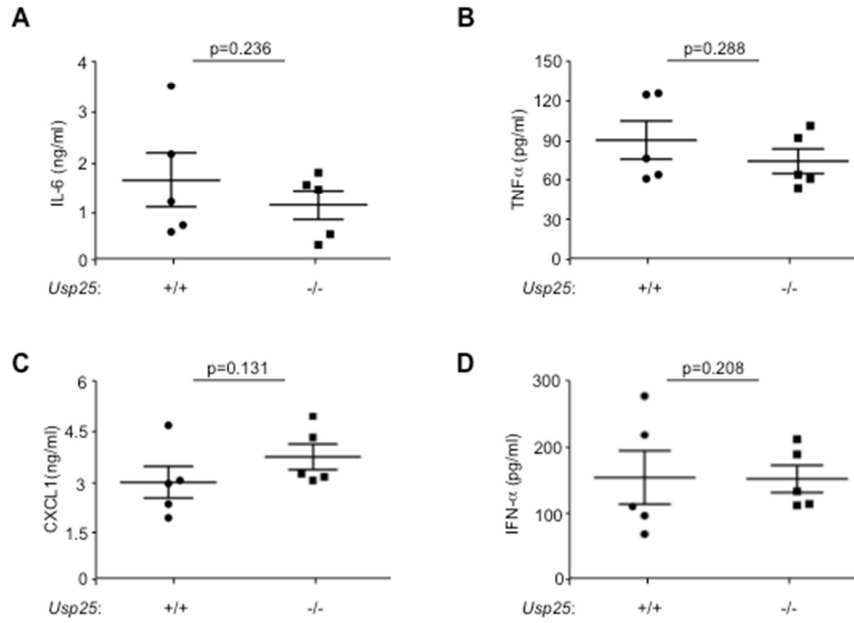 A
p=0.236
IL-6 (ng/ml)
4
3
2
1
0
Usp25: +/+ -/-
B
p=0.288
TNFα (pg/ml)
150
120
90
60
30
0
Usp25: +/+ -/-
C
p=0.131
CXCL1(ng/ml)
6
4.5
3
1.5
0
Usp25: +/+ -/-
D
p=0.208
IFN-α (pg/ml)
300
200
100
0
Usp25: +/+ -/-